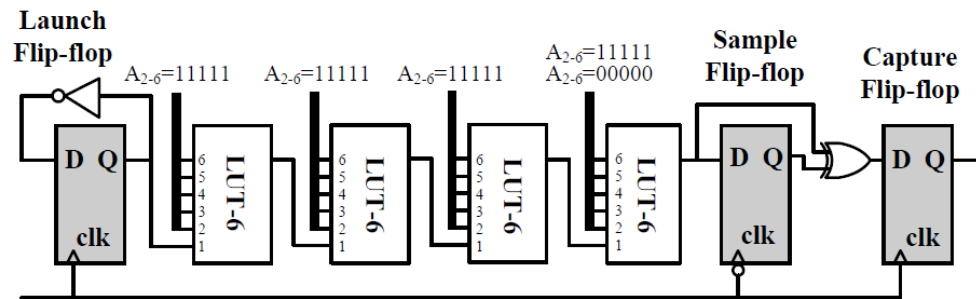 Launch
Flip-flop
A2-6=11111
A2-6=11111
A2-6=11111
A2-6=11111
A2-6=00000
Sample
Flip-flop
Capture
Flip-flop
D Q
clk
6
5
4
3
2
1
LUT-6
6
5
4
3
2
1
LUT-6
6
5
4
3
2
1
LUT-6
6
5
4
3
2
1
LUT-6
D Q
clk
D Q
clk